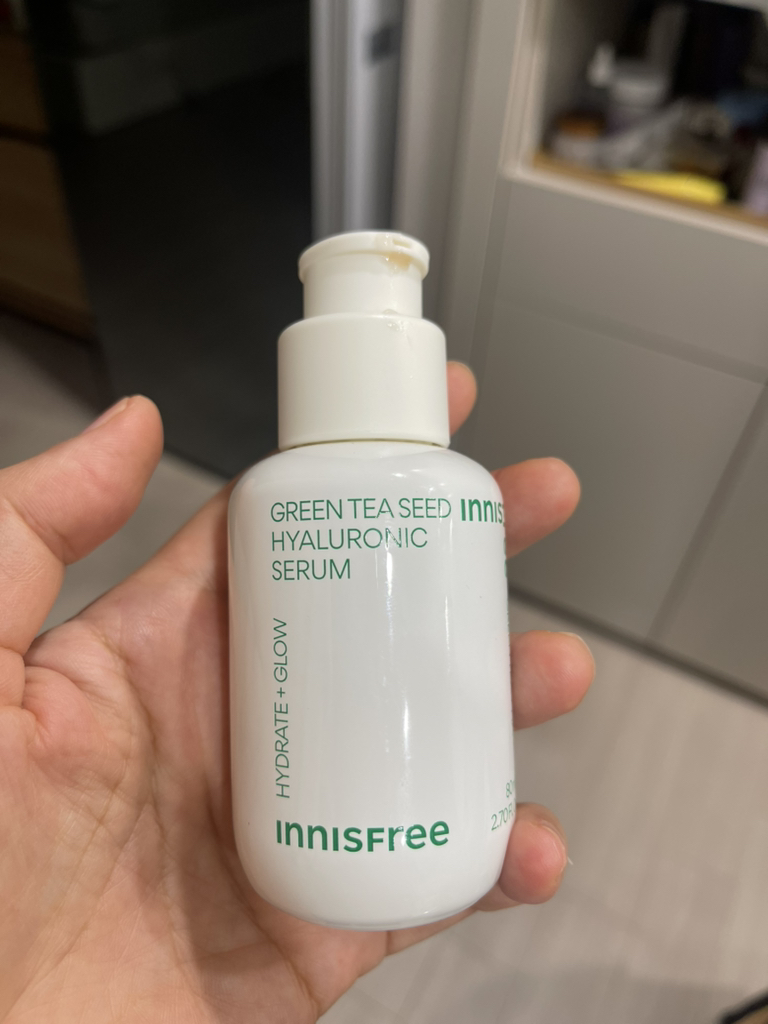 GREEN TEA SEED
HYALURONIC
SERUM
HYDRATE + GLOW
innisfree